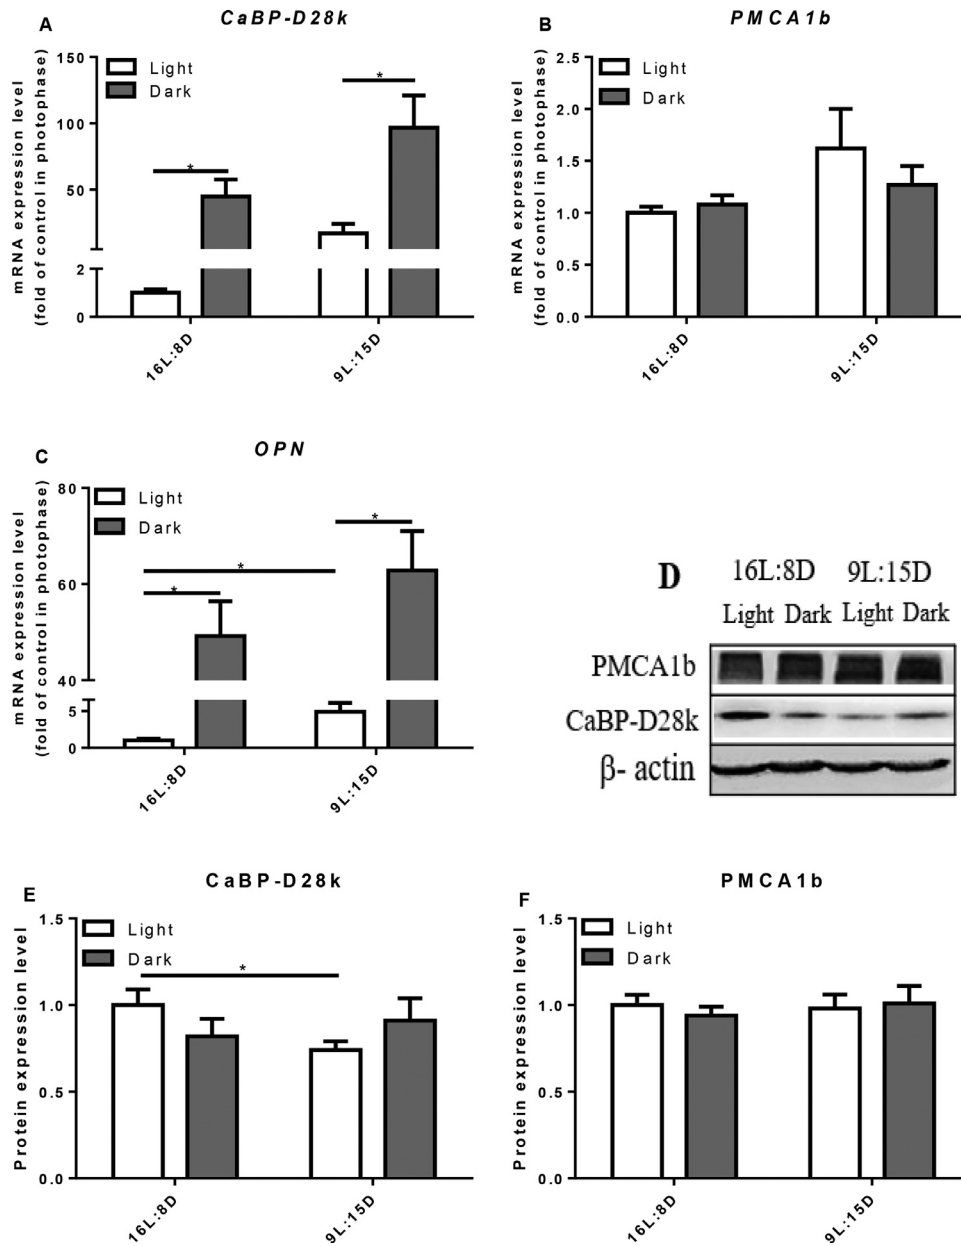 A
CaBP-D28k
mRNA expression level
(fold of control in photophase)
150
100
50
2
0
Light
Dark
*
*
16L:8D
9L:15D
B
PMCA1b
mRNA expression level
(fold of control in photophase)
2.5
2.0
1.5
1.0
0.5
0.0
Light
Dark
16L:8D
9L:15D
C
OPN
mRNA expression level
(fold of control in photophase)
80
60
40
5
0
Light
Dark
*
*
*
16L:8D
9L:15D
D
16L:8D 9L:15D
Light Dark Light Dark
PMCA1b
CaBP-D28k
β- actin
E
CaBP-D28k
Protein expression level
1.5
1.0
0.5
0.0
Light
Dark
*
16L:8D
9L:15D
F
PMCA1b
Protein expression level
1.5
1.0
0.5
0.0
Light
Dark
16L:8D
9L:15D